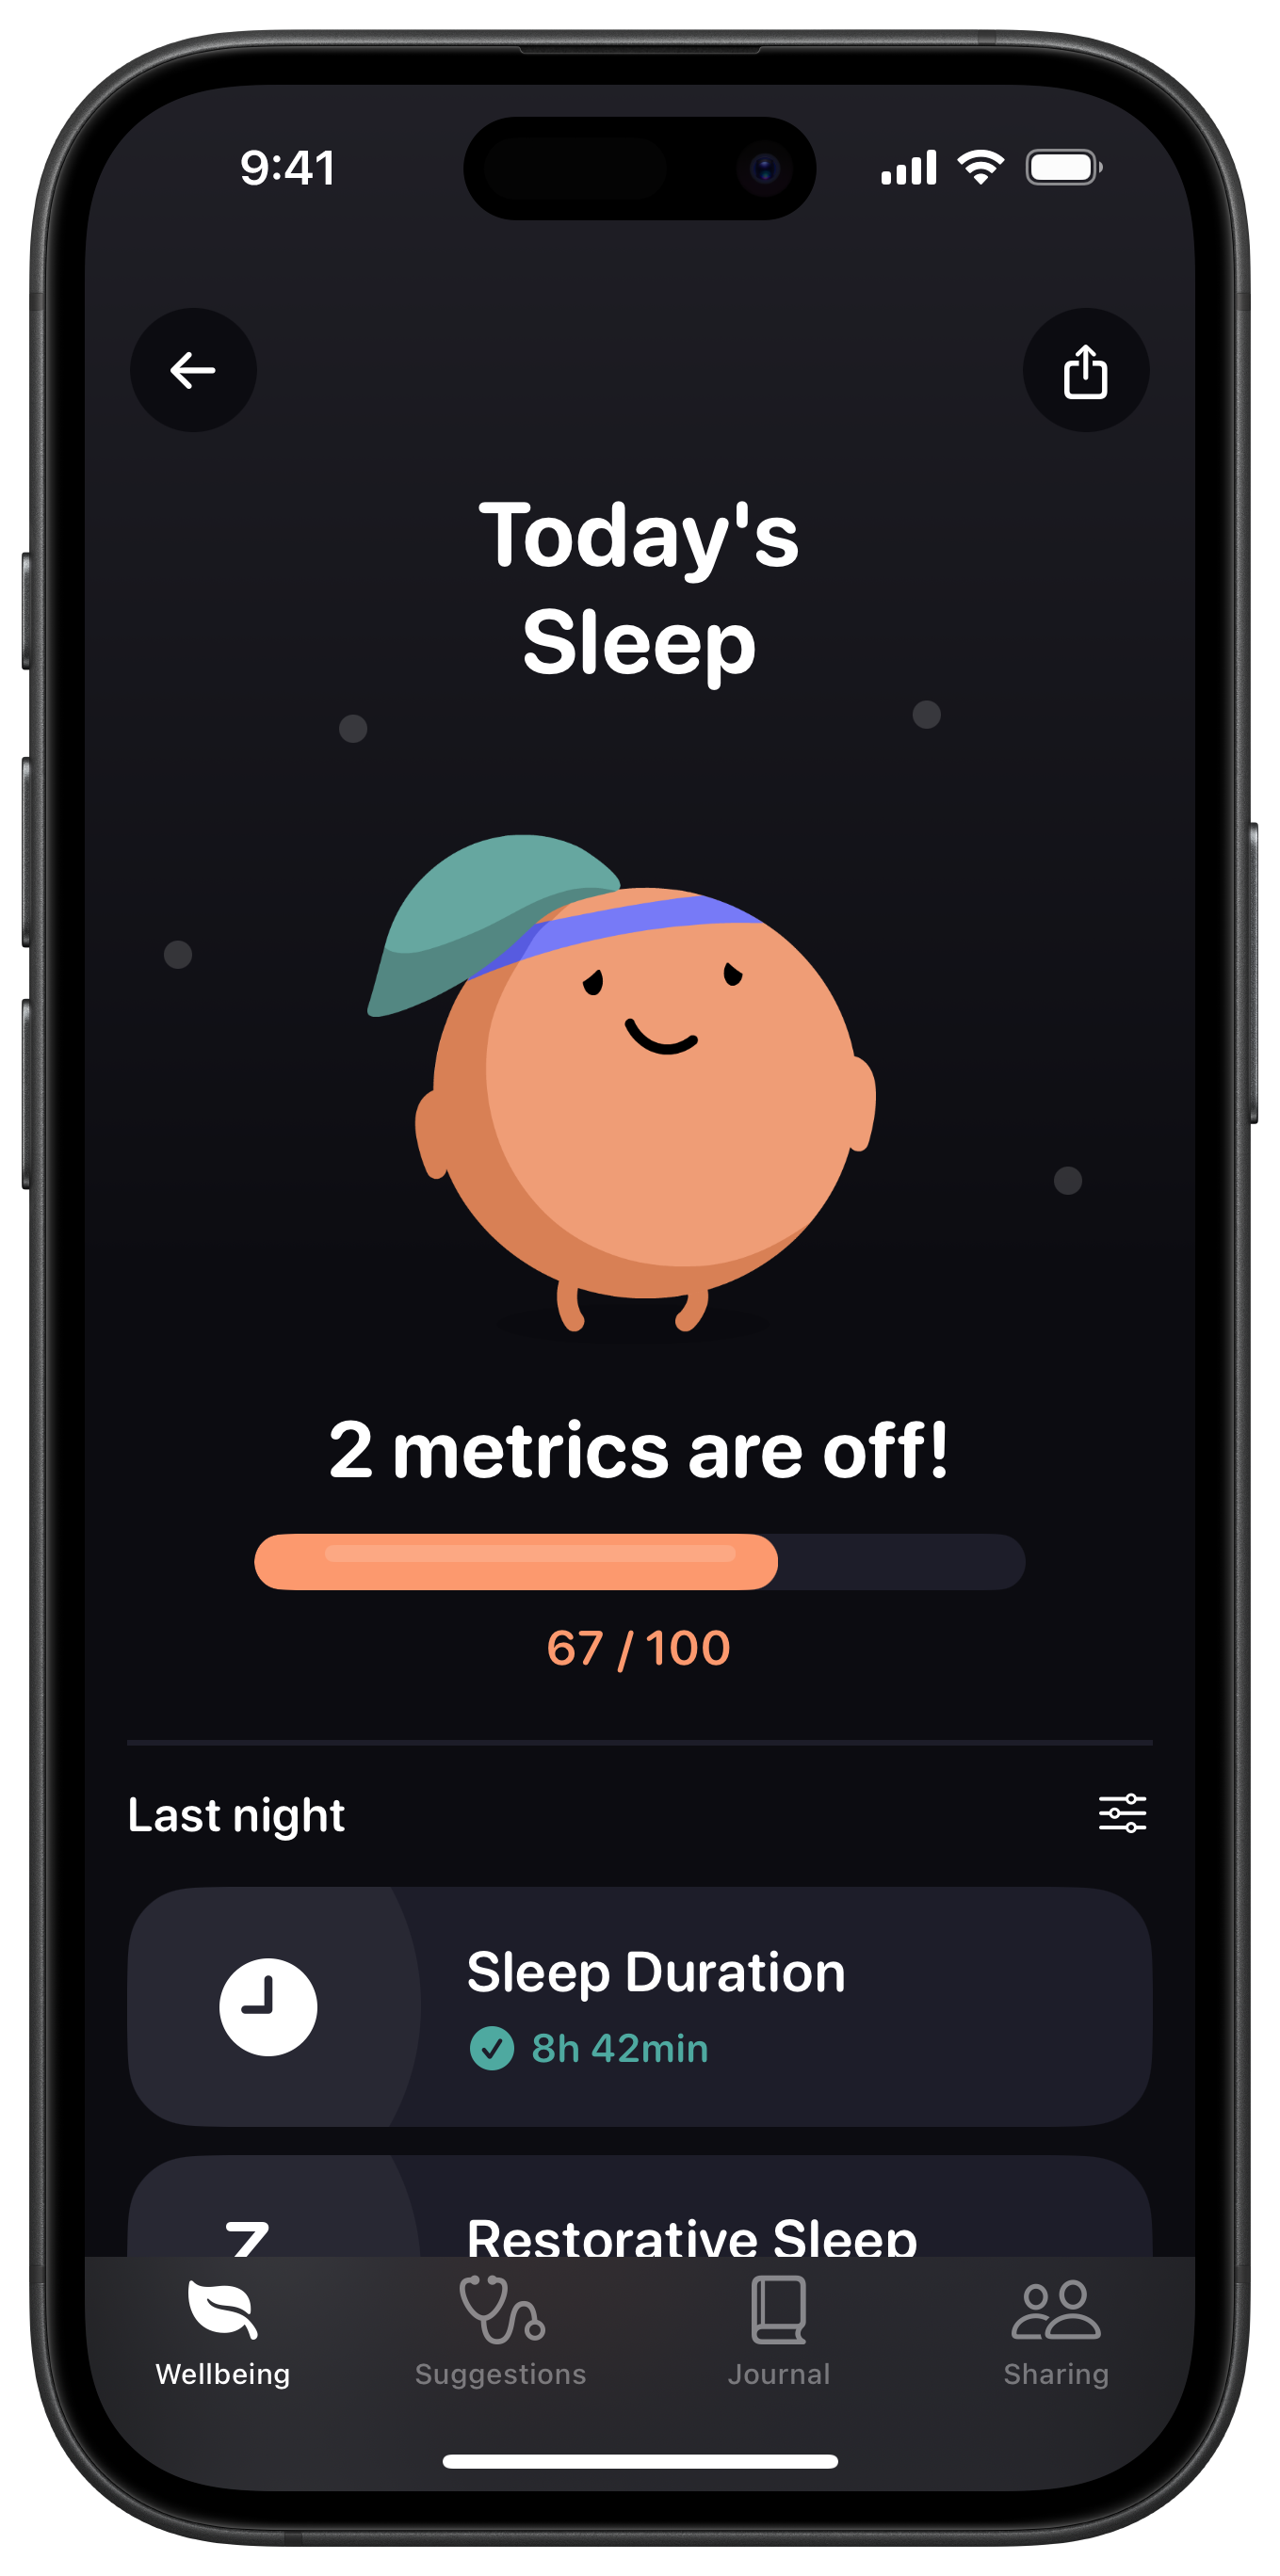 9:41
Today's
Sleep
2 metrics are off!
67 / 100
Last night
Sleep Duration
8h 42min
Restorative Sleep
Wellbeing
Suggestions
Journal
Sharing